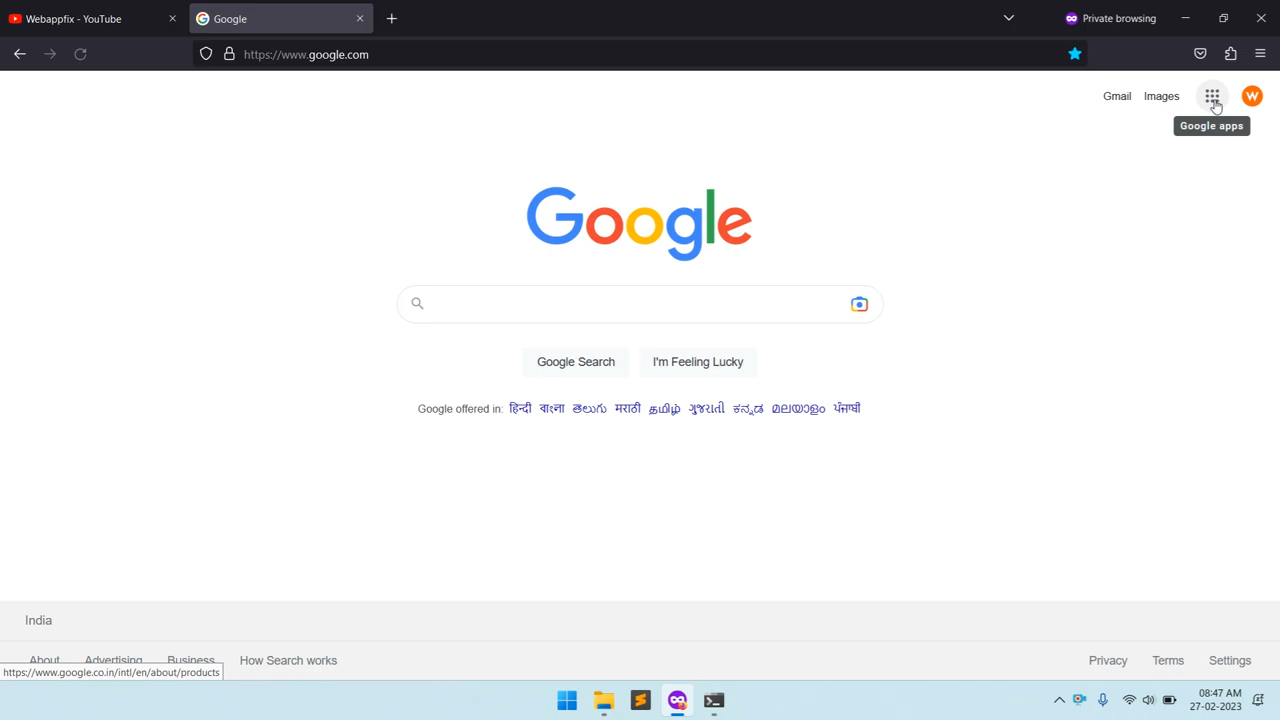 Webappfix - YouTube
Google
Private browsing
https://www.google.com
Gmail Images W
Google apps
Google
Google Search I'm Feeling Lucky
Google offered in: हिन्दी বাংলা తెలుగు मराठी தமிழ் ગુજરાતી ಕನ್ನಡ മലയാളം ਪੰਜਾਬੀ
India
About Advertising Business How Search works Privacy Terms Settings
https://www.google.co.in/intl/en/about/products
08:47 AM
27-02-2023